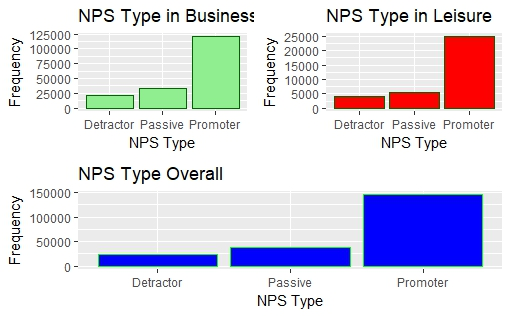 NPS Type in Business
Frequency
125000
100000
75000
50000
25000
0
Detractor Passive Promoter
NPS Type
NPS Type in Leisure
Frequency
25000
20000
15000
10000
5000
0
Detractor Passive Promoter
NPS Type
NPS Type Overall
Frequency
150000
100000
50000
0
Detractor Passive Promoter
NPS Type